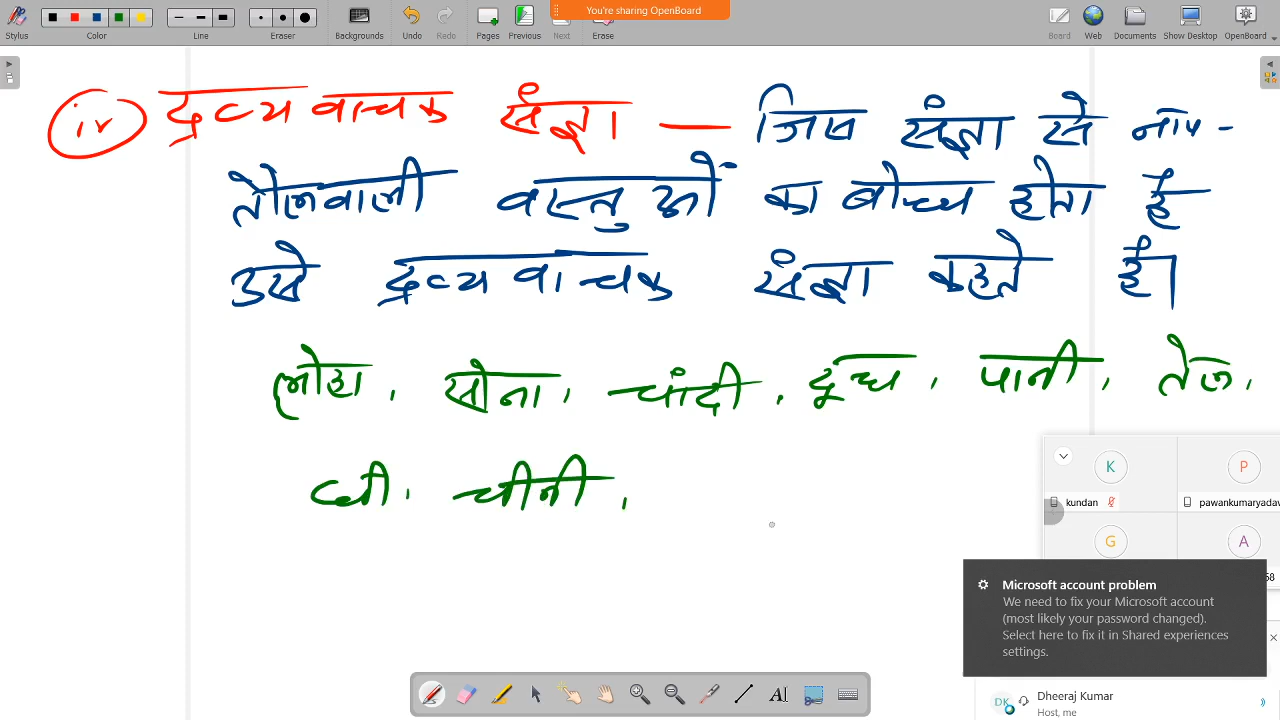 You're sharing OpenBoard
Stylus Color Line Eraser Backgrounds Undo Redo Pages Previous Next Erase Board Web Documents Show Desktop OpenBoard
iv द्रव्य वाचक संज्ञा — जिस संज्ञा से नाप -
तौलवाली वस्तुओं का बोध होता है
उसे द्रव्य वाचक संज्ञा कहते हैं।
लोहा, सोना, चांदी, दूध, पानी, तेल,
घी, चीनी,
K P
kundan pawankumaryadav
G A
58
Microsoft account problem
We need to fix your Microsoft account
(most likely your password changed).
Select here to fix it in Shared experiences
settings.
DK Dheeraj Kumar
Host, me